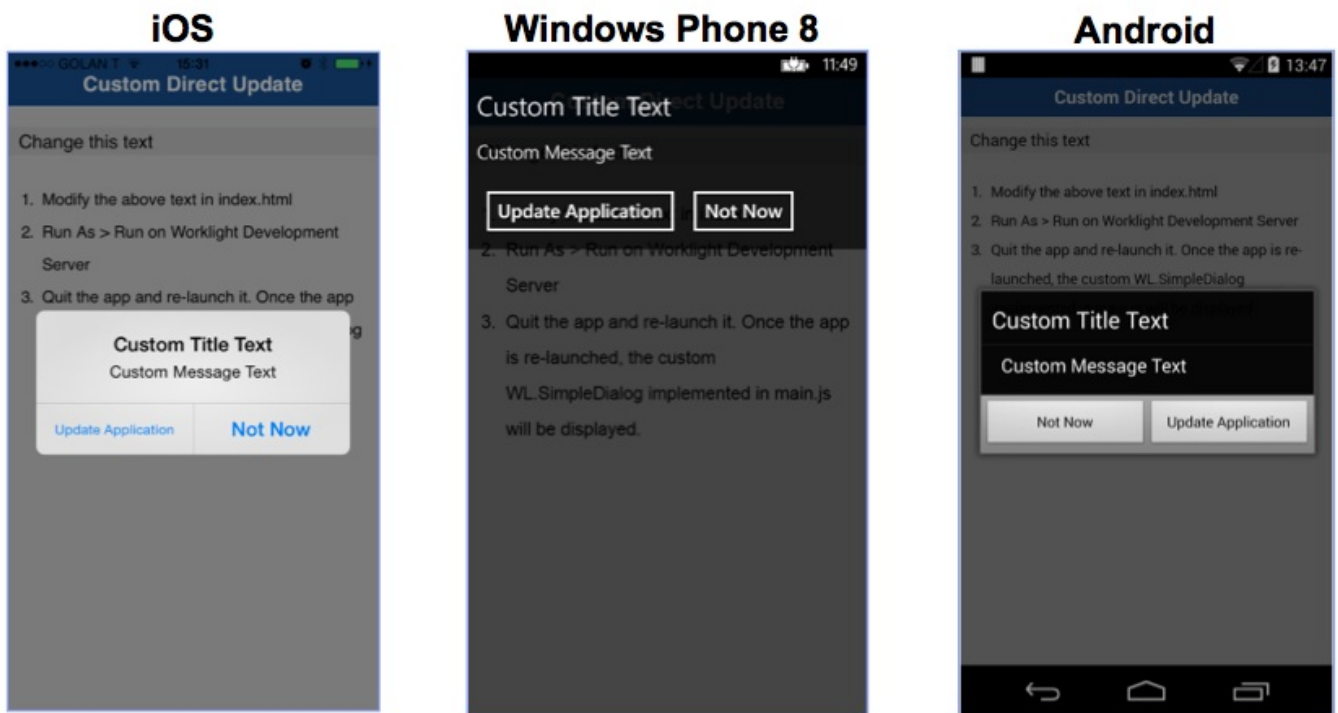 iOS
GOLAN T 15:31
Custom Direct Update
Change this text
1. Modify the above text in index.html
2. Run As > Run on Worklight Development
Server
3. Quit the app and re-launch it. Once the app
Custom Title Text
Custom Message Text
Update Application Not Now
Windows Phone 8
11:49
Custom Direct Update
Custom Title Text
Custom Message Text
Update Application Not Now
2. Run As > Run on Worklight Development
Server
3. Quit the app and re-launch it. Once the app
is re-launched, the custom
WL.SimpleDialog implemented in main.js
will be displayed.
Android
13:47
Custom Direct Update
Change this text
1. Modify the above text in index.html
2. Run As > Run on Worklight Development Server
3. Quit the app and re-launch it. Once the app is re-
launched, the custom WL.SimpleDialog
Custom Title Text
Custom Message Text
Not Now Update Application